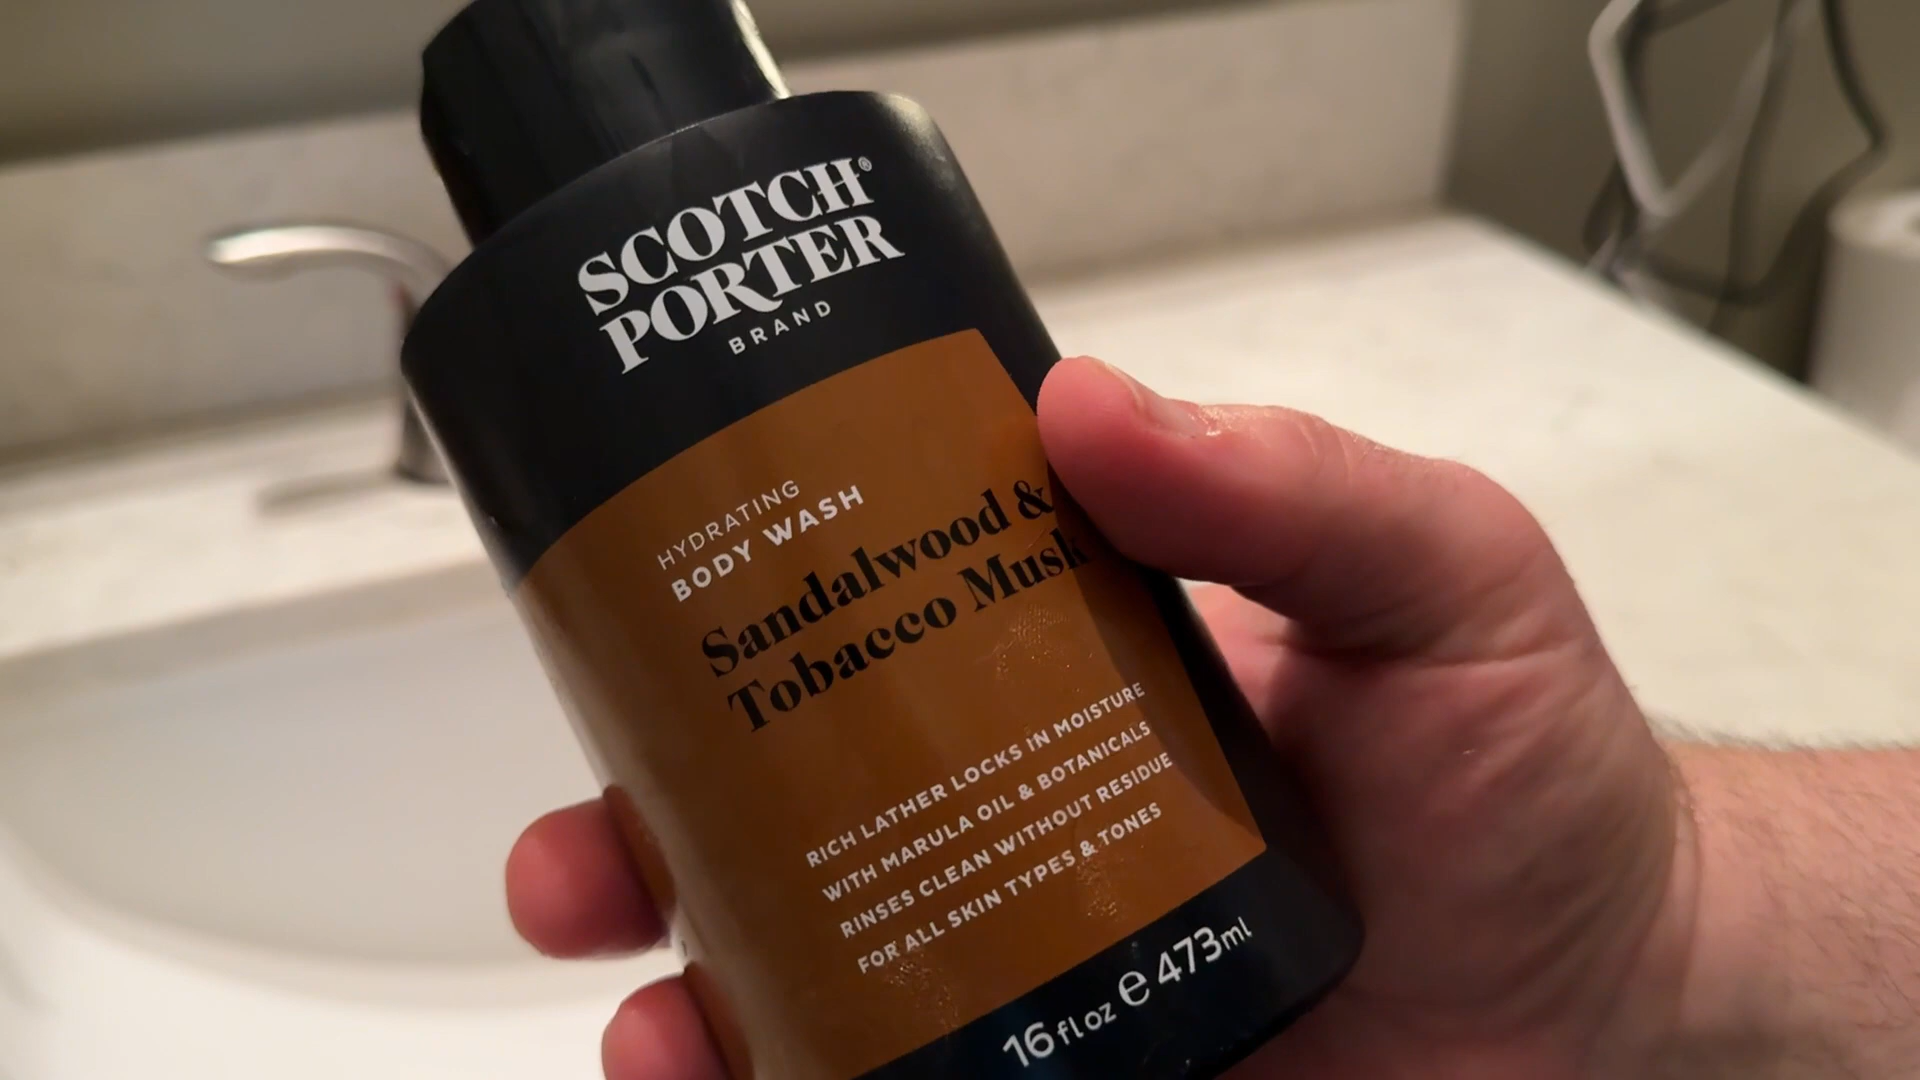 SCOTCH®
PORTER
BRAND
HYDRATING
BODY WASH
Sandalwood &
Tobacco Musk
RICH LATHER LOCKS IN MOISTURE
WITH MARULA OIL & BOTANICALS
RINSES CLEAN WITHOUT RESIDUE
FOR ALL SKIN TYPES & TONES
16 fl oz ℮ 473ml